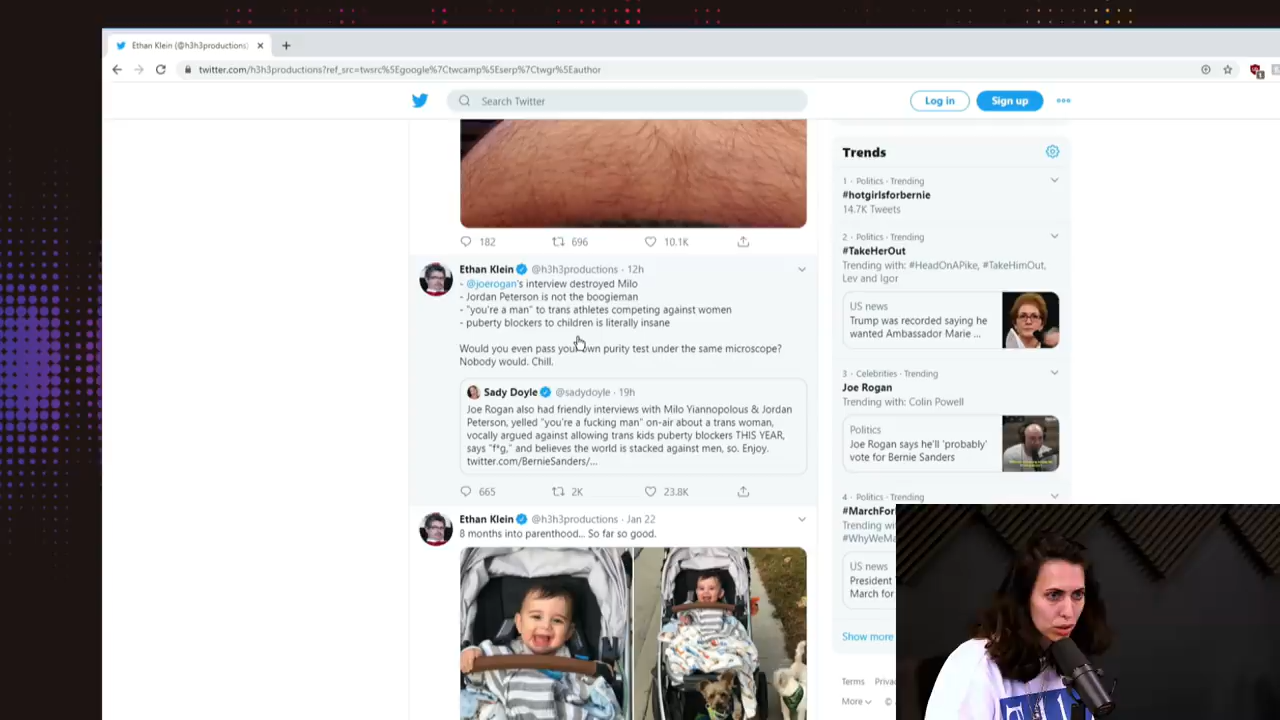 Ethan Klein (@h3h3productions)
twitter.com/h3h3productions?ref_src=twsrc%5Egoogle%7Ctwcamp%5Eserp%7Ctwgr%5Eauthor
Search Twitter
Log in
Sign up
182
696
10.1K
Ethan Klein @h3h3productions · 12h
- @joerogan's interview destroyed Milo
- Jordan Peterson is not the boogieman
- "you're a man" to trans athletes competing against women
- puberty blockers to children is literally insane
Would you even pass your own purity test under the same microscope?
Nobody would. Chill.
Sady Doyle @sadydoyle · 19h
Joe Rogan also had friendly interviews with Milo Yiannopolous & Jordan
Peterson, yelled "you're a fucking man" on-air about a trans woman,
vocally argued against allowing trans kids puberty blockers THIS YEAR,
says "f*g," and believes the world is stacked against men, so. Enjoy.
twitter.com/BernieSanders/...
665
2K
23.8K
Ethan Klein @h3h3productions · Jan 22
8 months into parenthood... So far so good.
Trends
1 · Politics · Trending
#hotgirlsforbernie
14.7K Tweets
2 · Politics · Trending
#TakeHerOut
Trending with: #HeadOnAPike, #TakeHimOut,
Lev and Igor
US news
Trump was recorded saying he
wanted Ambassador Marie ...
3 · Celebrities · Trending
Joe Rogan
Trending with: Colin Powell
Politics
Joe Rogan says he'll 'probably'
vote for Bernie Sanders
4 · Politics · Trending
#MarchFor
Trending with:
#WhyWeMa
US news
President
March for
Show more
Terms Priva
More ©